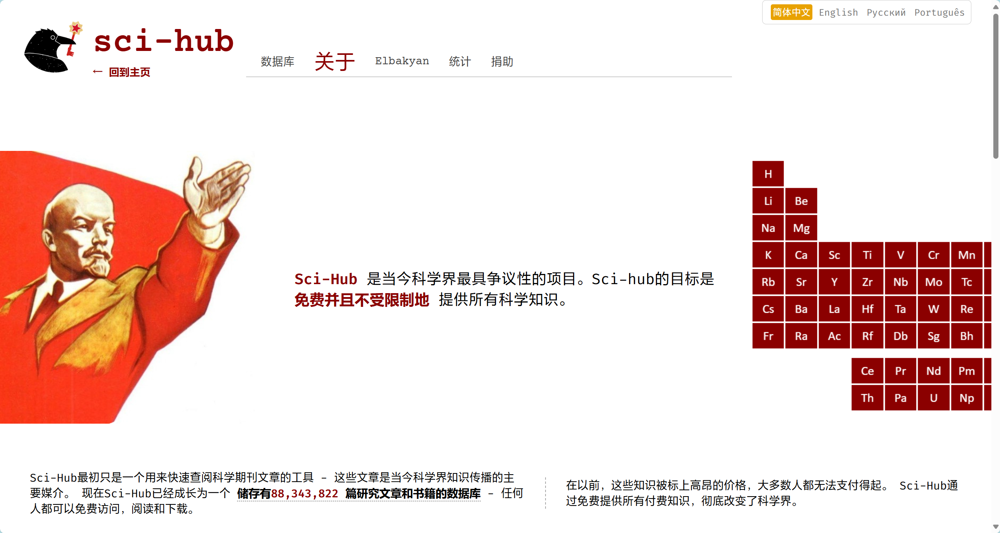 简体中文 English Русский Português
sci-hub
← 回到主页
数据库 关于 Elbakyan 统计 捐助
H
Li Be
Na Mg
K Ca Sc Ti V Cr Mn
Rb Sr Y Zr Nb Mo Tc
Cs Ba La Hf Ta W Re
Fr Ra Ac Rf Db Sg Bh
Ce Pr Nd Pm
Th Pa U Np
Sci-Hub 是当今科学界最具争议性的项目。Sci-hub的目标是
免费并且不受限制地 提供所有科学知识。
Sci-Hub最初只是一个用来快速查阅科学期刊文章的工具 - 这些文章是当今科学界知识传播的主
要媒介。 现在Sci-Hub已经成长为一个 储存有88,343,822 篇研究文章和书籍的数据库 - 任何
人都可以免费访问，阅读和下载。
在以前，这些知识被标上高昂的价格，大多数人都无法支付得起。 Sci-Hub通
过免费提供所有付费知识，彻底改变了科学界。